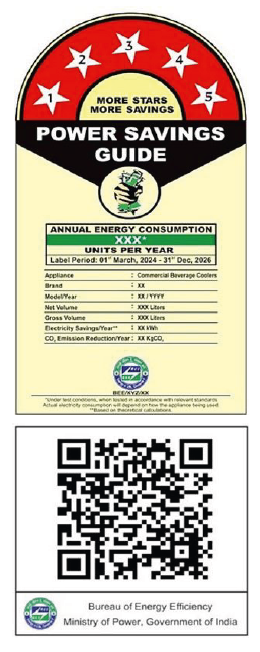 1 2 3 4 5
MORE STARS
MORE SAVINGS
POWER SAVINGS
GUIDE
ANNUAL ENERGY CONSUMPTION
XXX*
UNITS PER YEAR
Label Period: 01st March, 2024 - 31st Dec, 2026
Appliance : Commercial Beverage Coolers
Brand : XX
Model/Year : XX / YYYY
Net Volume : XXX Liters
Gross Volume : XXX Liters
Electricity Savings/Year** : XX kWh
CO2 Emission Reduction/Year : XX KgCO2
BEE/XYZ/XX
*Under test conditions, when tested in accordance with relevant standards.
Actual electricity consumption will depend on how the appliance being used.
**Based on theoretical calculations.
Bureau of Energy Efficiency
Ministry of Power, Government of India